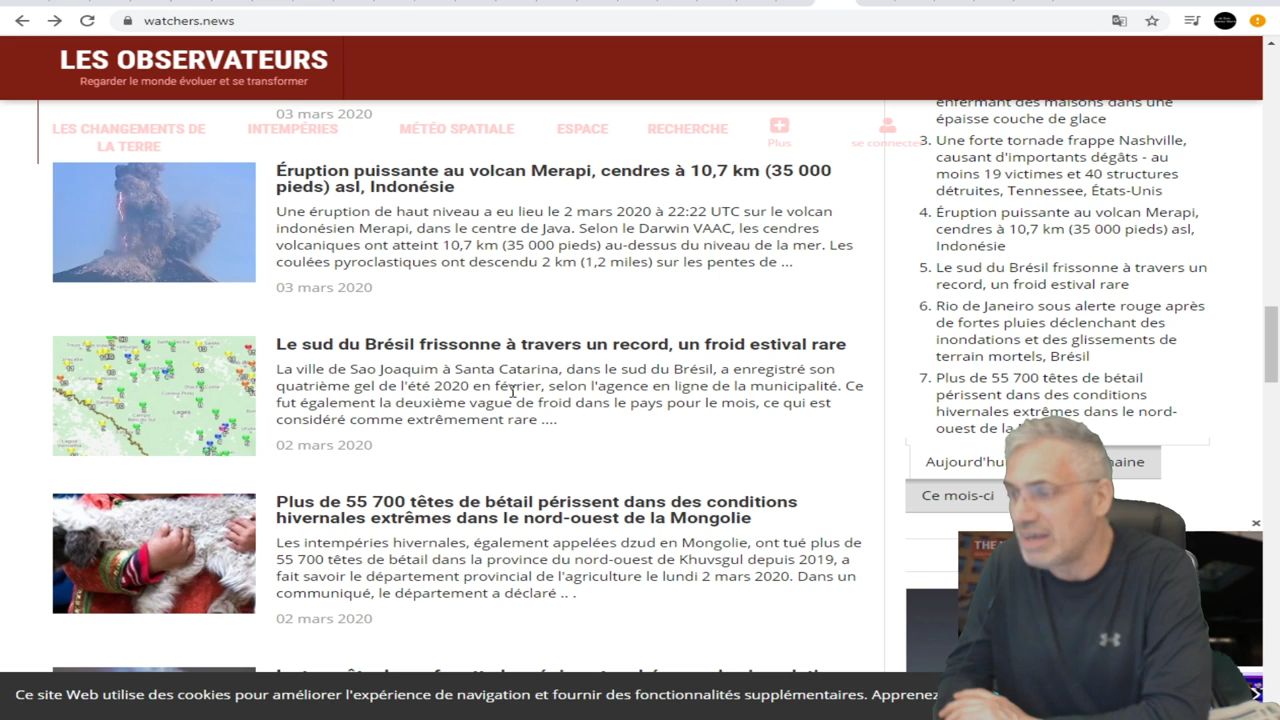 watchers.news
LES OBSERVATEURS
Regarder le monde évoluer et se transformer
03 mars 2020
LES CHANGEMENTS DE
LA TERRE
INTEMPÉRIES
MÉTÉO SPATIALE
ESPACE
RECHERCHE
Plus
se connecter
Éruption puissante au volcan Merapi, cendres à 10,7 km (35 000
pieds) asl, Indonésie
Une éruption de haut niveau a eu lieu le 2 mars 2020 à 22:22 UTC sur le volcan
indonésien Merapi, dans le centre de Java. Selon le Darwin VAAC, les cendres
volcaniques ont atteint 10,7 km (35 000 pieds) au-dessus du niveau de la mer. Les
coulées pyroclastiques ont descendu 2 km (1,2 miles) sur les pentes de ...
03 mars 2020
Le sud du Brésil frissonne à travers un record, un froid estival rare
La ville de Sao Joaquim à Santa Catarina, dans le sud du Brésil, a enregistré son
quatrième gel de l'été 2020 en février, selon l'agence en ligne de la municipalité. Ce
fut également la deuxième vague de froid dans le pays pour le mois, ce qui est
considéré comme extrêmement rare ....
02 mars 2020
Plus de 55 700 têtes de bétail périssent dans des conditions
hivernales extrêmes dans le nord-ouest de la Mongolie
Les intempéries hivernales, également appelées dzud en Mongolie, ont tué plus de
55 700 têtes de bétail dans la province du nord-ouest de Khuvsgul depuis 2019, a
fait savoir le département provincial de l'agriculture le lundi 2 mars 2020. Dans un
communiqué, le département a déclaré .. .
02 mars 2020
enfermant des maisons dans une
épaisse couche de glace
3. Une forte tornade frappe Nashville,
causant d'importants dégâts - au
moins 19 victimes et 40 structures
détruites, Tennessee, États-Unis
4. Éruption puissante au volcan Merapi,
cendres à 10,7 km (35 000 pieds) asl,
Indonésie
5. Le sud du Brésil frissonne à travers un
record, un froid estival rare
6. Rio de Janeiro sous alerte rouge après
de fortes pluies déclenchant des
inondations et des glissements de
terrain mortels, Brésil
7. Plus de 55 700 têtes de bétail
périssent dans des conditions
hivernales extrêmes dans le nord-
ouest de la
Aujourd'hu
aine
Ce mois-ci
Ce site Web utilise des cookies pour améliorer l'expérience de navigation et fournir des fonctionnalités supplémentaires. Apprenez